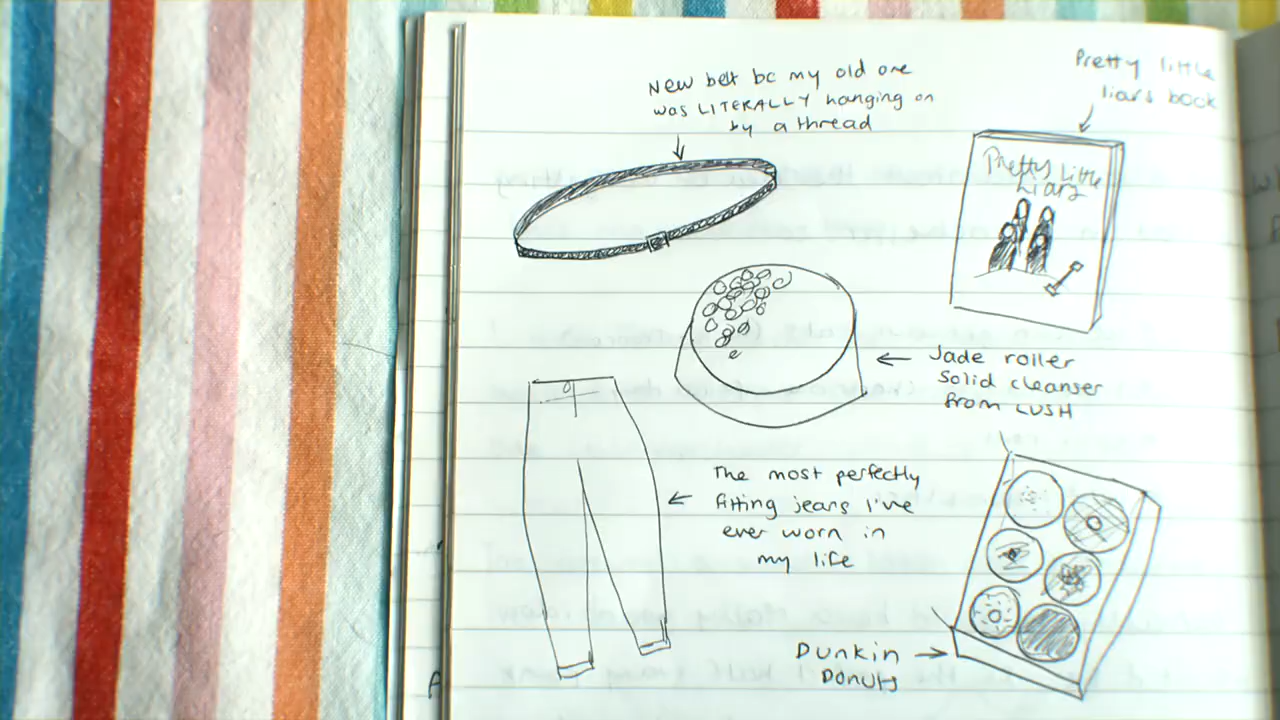 New belt bc my old one
was LITERALLY hanging on
by a thread
Pretty little
liars book
Pretty Little
Liars
Jade roller
solid cleanser
from LUSH
The most perfectly
fitting jeans I've
ever worn in
my life
Dunkin
Donuts